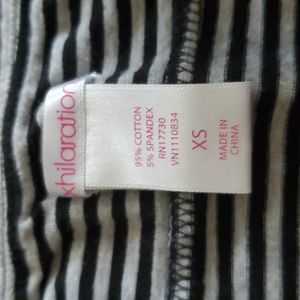 xhilaration
95% COTTON
5% SPANDEX
RN17730
VN1110834
XS
MADE IN
CHINA